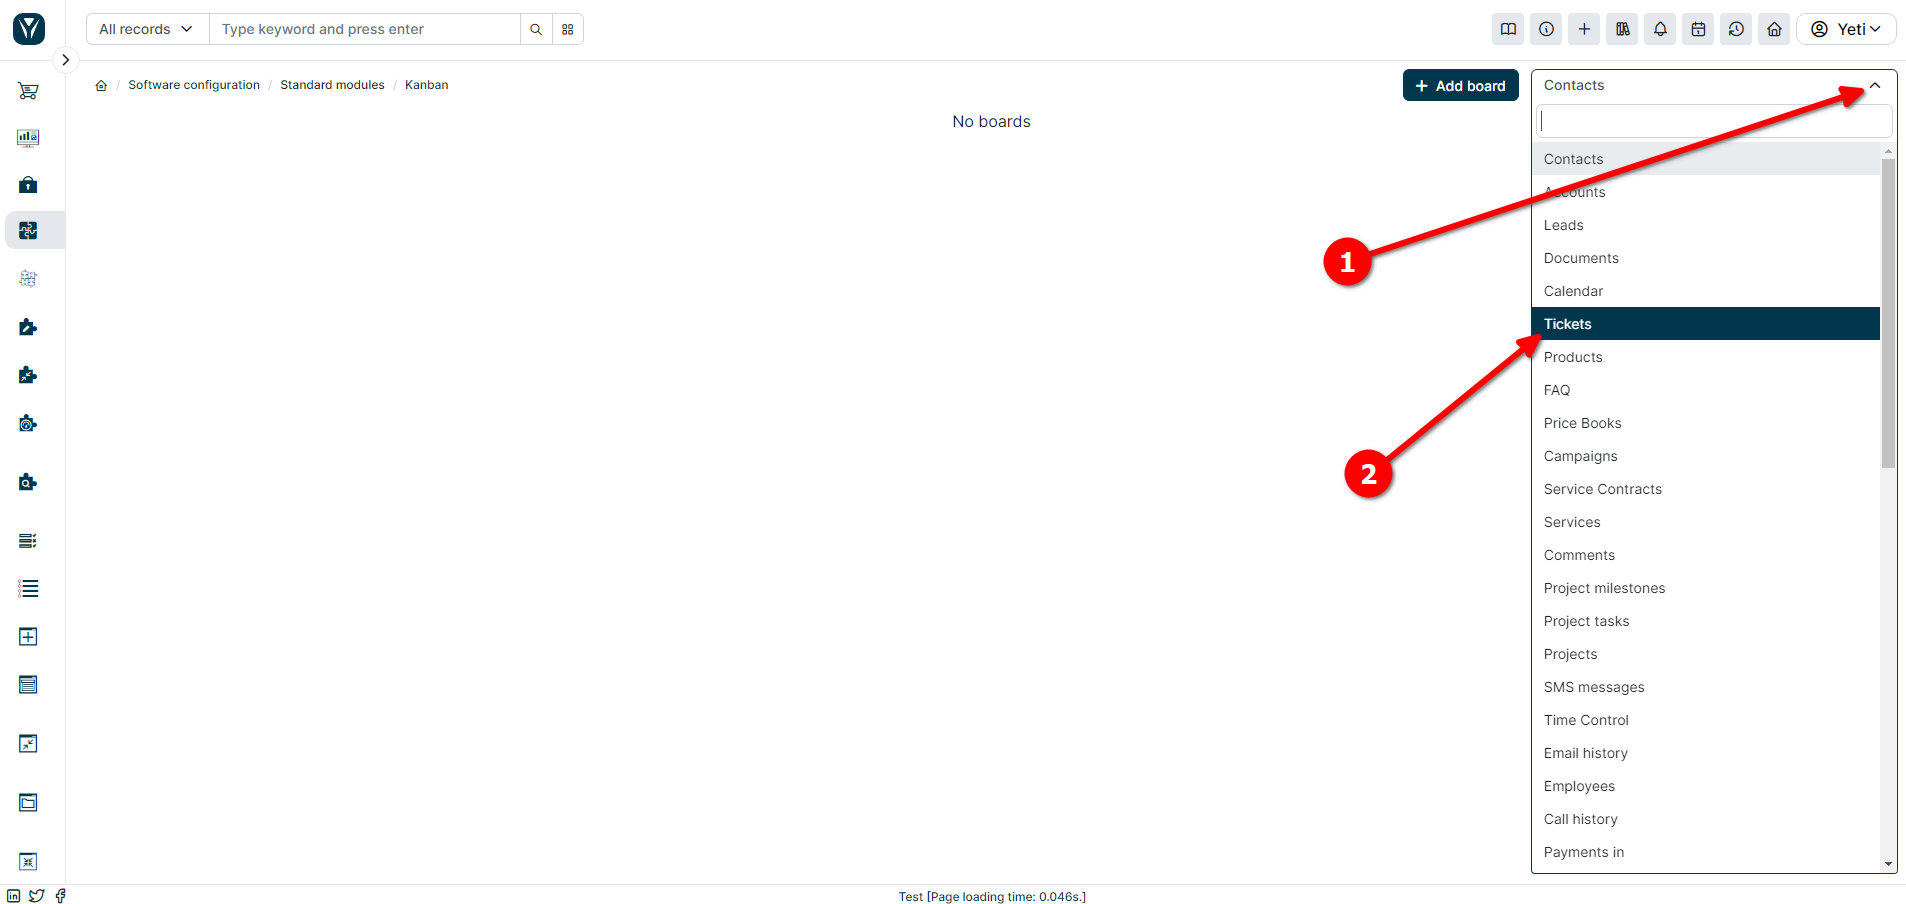 All records
Type keyword and press enter
Yeti
Software configuration / Standard modules / Kanban
+ Add board
Contacts
No boards
Contacts
Accounts
Leads
Documents
Calendar
Tickets
Products
FAQ
Price Books
Campaigns
Service Contracts
Services
Comments
Project milestones
Project tasks
Projects
SMS messages
Time Control
Email history
Employees
Call history
Payments in
1
2
Test [Page loading time: 0.046s.]